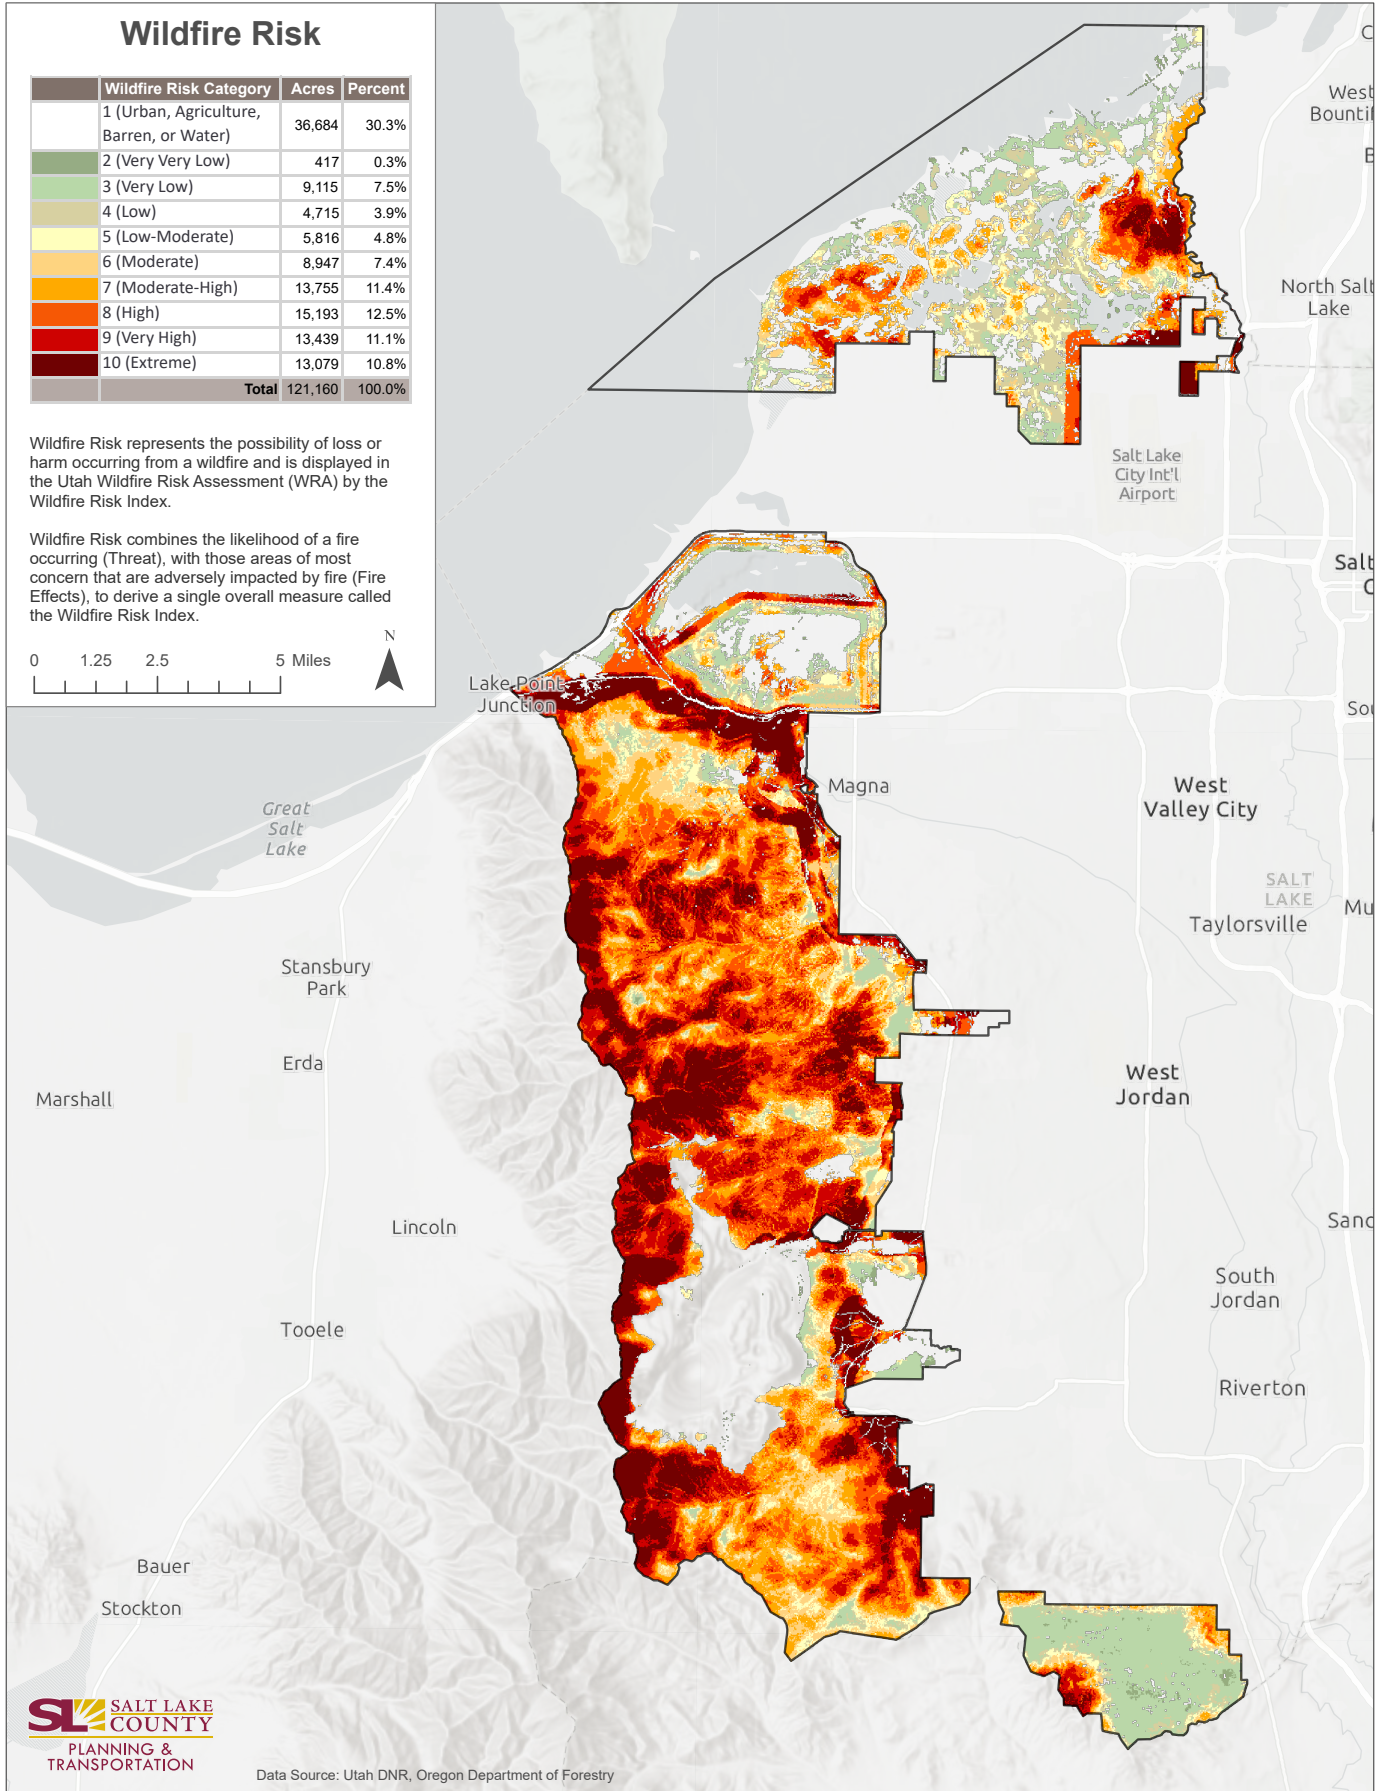 Wildfire Risk
Wildfire Risk Category Acres Percent
1 (Urban, Agriculture,
Barren, or Water) 36,684 30.3%
2 (Very Very Low) 417 0.3%
3 (Very Low) 9,115 7.5%
4 (Low) 4,715 3.9%
5 (Low-Moderate) 5,816 4.8%
6 (Moderate) 8,947 7.4%
7 (Moderate-High) 13,755 11.4%
8 (High) 15,193 12.5%
9 (Very High) 13,439 11.1%
10 (Extreme) 13,079 10.8%
Total 121,160 100.0%
Wildfire Risk represents the possibility of loss or
harm occurring from a wildfire and is displayed in
the Utah Wildfire Risk Assessment (WRA) by the
Wildfire Risk Index.
Wildfire Risk combines the likelihood of a fire
occurring (Threat), with those areas of most
concern that are adversely impacted by fire (Fire
Effects), to derive a single overall measure called
the Wildfire Risk Index.
N
0 1.25 2.5 5 Miles
C
West
Bountif
B
North Salt
Lake
Salt Lake
City Int'l
Airport
Salt
C
Lake Point
Junction
Sou
Magna
West
Valley City
Great
Salt
Lake
SALT
LAKE
Mu
Taylorsville
Stansbury
Park
Erda
West
Jordan
Marshall
Lincoln
Sand
South
Jordan
Tooele
Riverton
Bauer
Stockton
SL SALT LAKE
COUNTY
PLANNING &
TRANSPORTATION
Data Source: Utah DNR, Oregon Department of Forestry